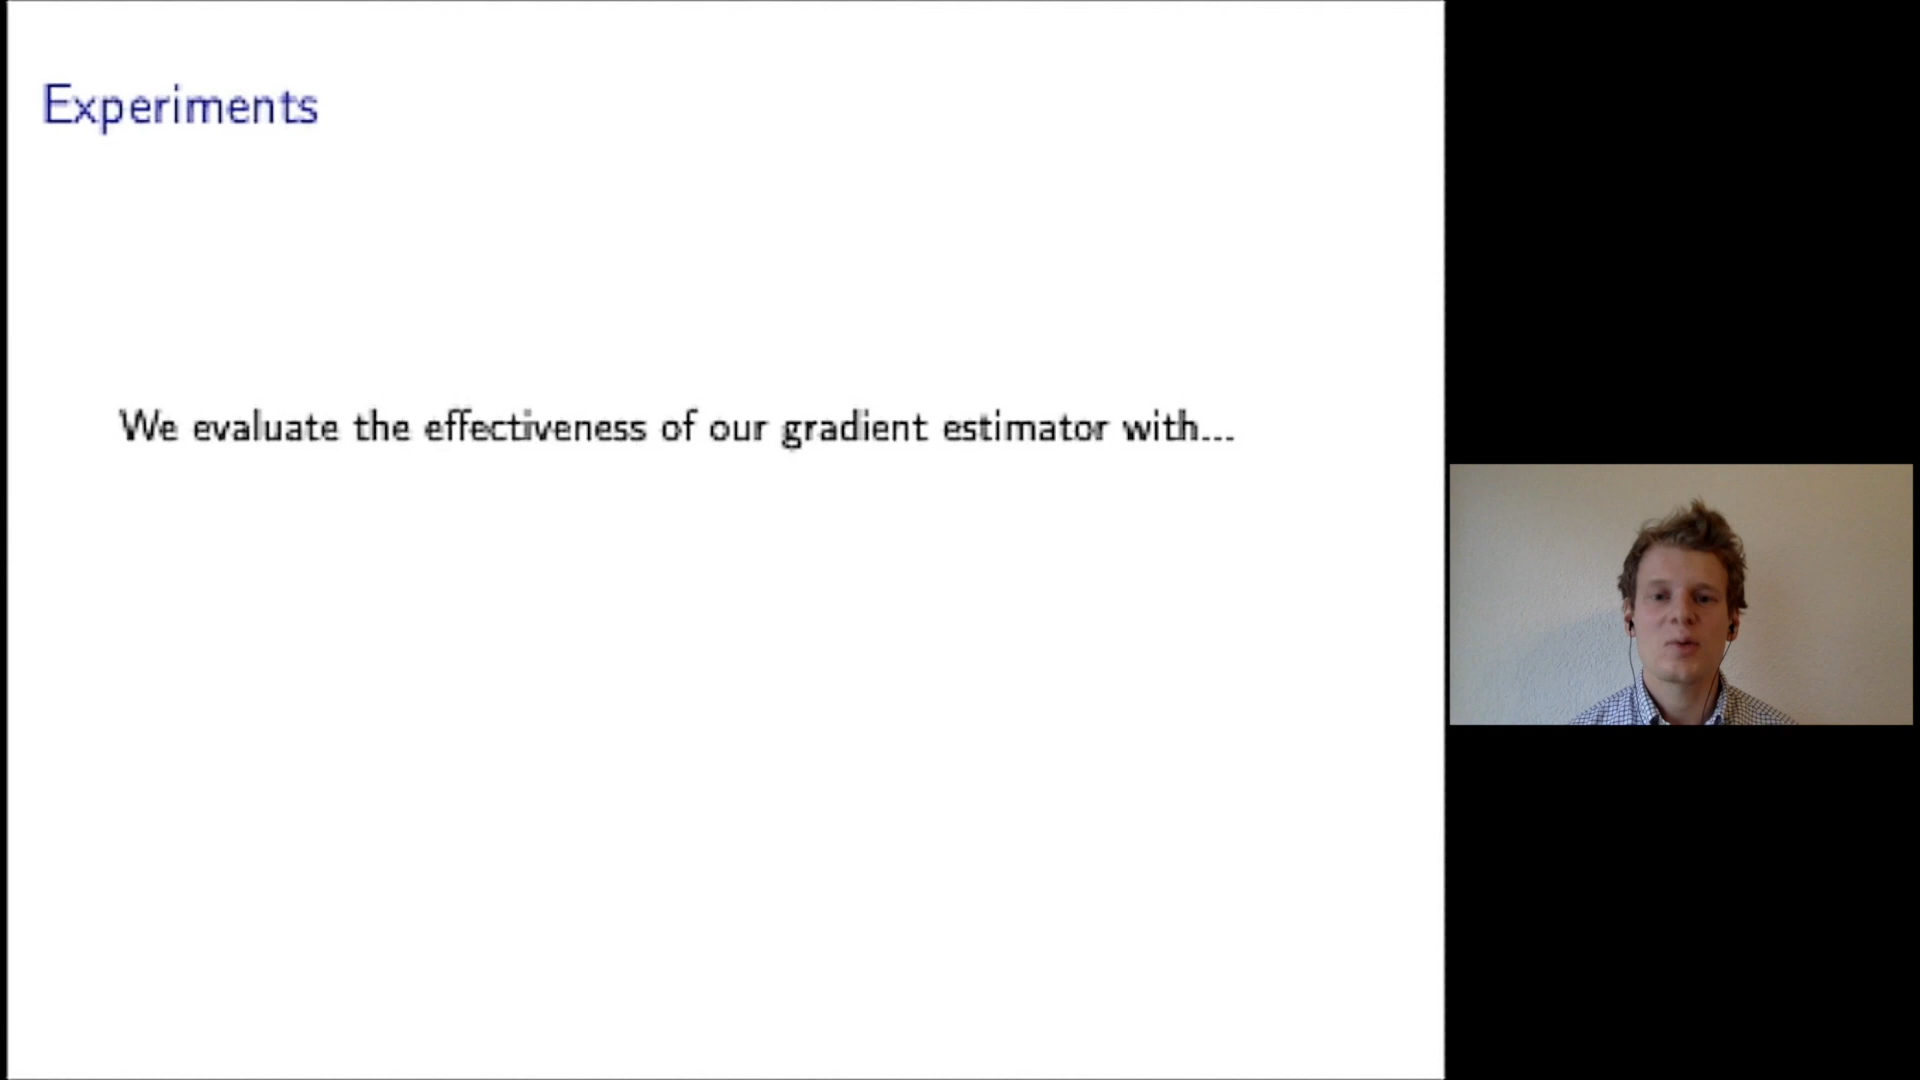 Experiments
We evaluate the effectiveness of our gradient estimator with...